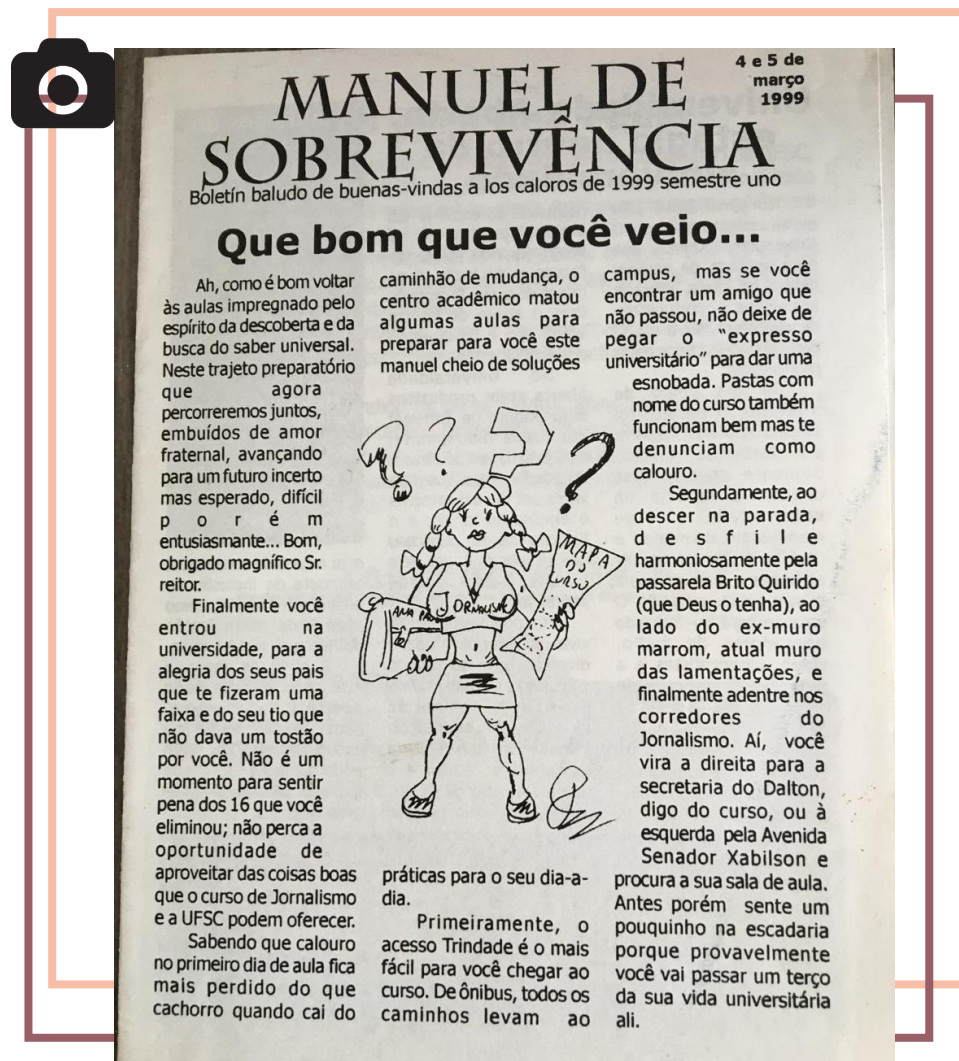 MANUEL DE
SOBREVIVÊNCIA
4 e 5 de
março
1999
Boletín baludo de buenas-vindas a los caloros de 1999 semestre uno
Que bom que você veio...
Ah, como é bom voltar
às aulas impregnado pelo
espírito da descoberta e da
busca do saber universal.
Neste trajeto preparatório
que agora
percorreremos juntos,
embuídos de amor
fraternal, avançando
para um futuro incerto
mas esperado, difícil
p o r é m
entusiasmante... Bom,
obrigado magnífico Sr.
reitor.
Finalmente você
entrou na
universidade, para a
alegria dos seus pais
que te fizeram uma
faixa e do seu tio que
não dava um tostão
por você. Não é um
momento para sentir
pena dos 16 que você
eliminou; não perca a
oportunidade de
aproveitar das coisas boas
que o curso de Jornalismo
e a UFSC podem oferecer.
Sabendo que calouro
no primeiro dia de aula fica
mais perdido do que
cachorro quando cai do
caminhão de mudança, o
centro acadêmico matou
algumas aulas para
preparar para você este
manuel cheio de soluções
? ? ? ?
MAPA
DO
CURSO
JORNALISMO
práticas para o seu dia-a-
dia.
Primeiramente, o
acesso Trindade é o mais
fácil para você chegar ao
curso. De ônibus, todos os
caminhos levam ao
campus, mas se você
encontrar um amigo que
não passou, não deixe de
pegar o "expresso
universitário" para dar uma
esnobada. Pastas com
nome do curso também
funcionam bem mas te
denunciam como
calouro.
Segundamente, ao
descer na parada,
d e s f i l e
harmoniosamente pela
passarela Brito Quirido
(que Deus o tenha), ao
lado do ex-muro
marrom, atual muro
das lamentações, e
finalmente adentre nos
corredores do
Jornalismo. Aí, você
vira a direita para a
secretaria do Dalton,
digo do curso, ou à
esquerda pela Avenida
Senador Xabilson e
procura a sua sala de aula.
Antes porém sente um
pouquinho na escadaria
porque provavelmente
você vai passar um terço
da sua vida universitária
ali.